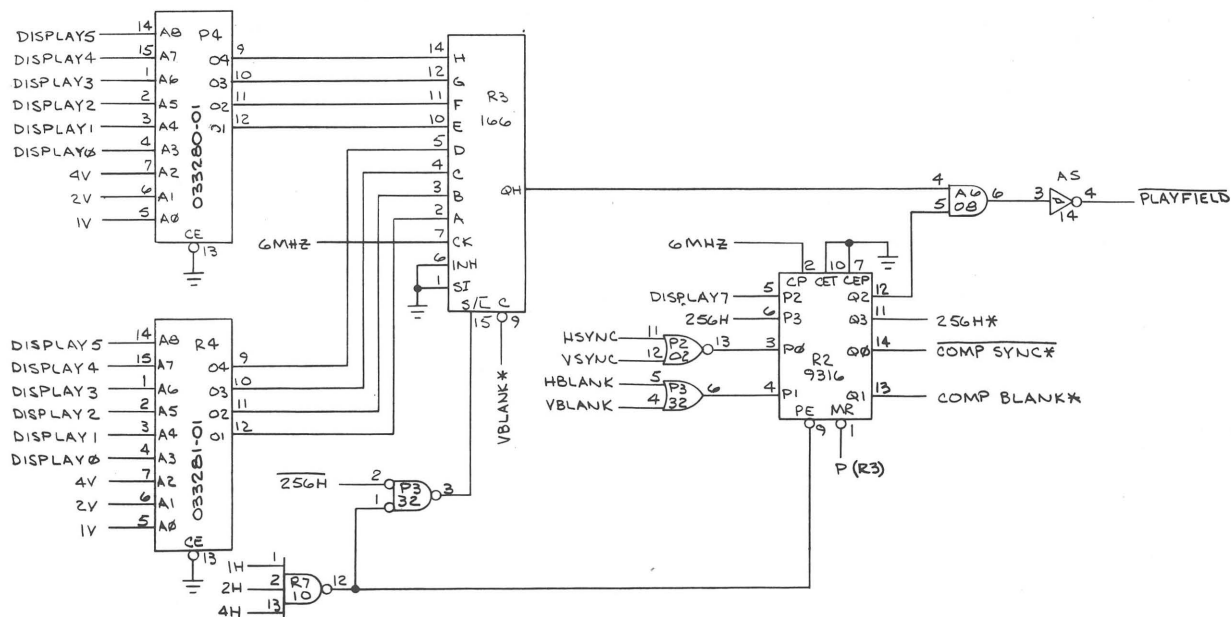 DISPLAY5 14 A8 P4
DISPLAY4 15 A7 O4 9
DISPLAY3 1 A6 O3 10
DISPLAY2 2 A5 O2 11
DISPLAY1 3 A4 O1 12
DISPLAY0 4 A3
4V 7 A2
2V 6 A1
1V 5 A0
033280-01
CE
13
14 H
12 G
11 F
10 E
5 D
4 C
3 B
2 A
6MHZ 7 CK
6 INH
1 SI
R3
166
QH
S/L C
15 9
VBLANK*
4
5
A6
08
6
A5
3 4
14
PLAYFIELD
6MHZ
2 10 7
CP CET CEP
DISPLAY7 5 P2 Q2 12
256H 6 P3 Q3 11 256H*
HSYNC 11
VSYNC 12
P2
02
13
3 P0 Q0 14 COMP SYNC*
R2
9316
HBLANK 5
VBLANK 4
P3
32
6
4 P1 Q1 13 COMP BLANK*
PE MR
9 1
P (R3)
DISPLAY5 14 A8 R4
DISPLAY4 15 A7 O4 9
DISPLAY3 1 A6 O3 10
DISPLAY2 2 A5 O2 11
DISPLAY1 3 A4 O1 12
DISPLAY0 4 A3
4V 7 A2
2V 6 A1
1V 5 A0
033281-01
CE
13
256H 2
1
P3
32
3
1H 1
2H 2
4H 13
R7
10
12